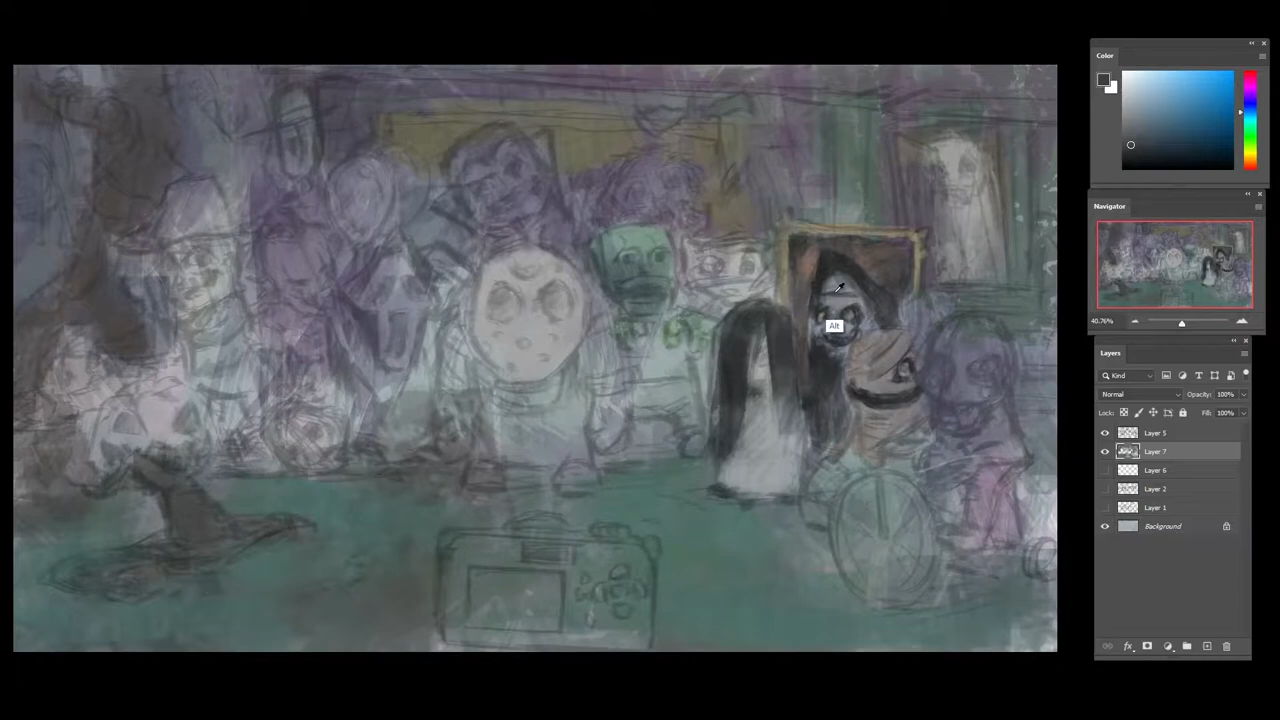 Color
Navigator
46.76%
Layers
Kind
Normal
Opacity: 100%
Lock:
Fill: 100%
Layer 5
Layer 7
Layer 6
Layer 2
Layer 1
Background
Alt